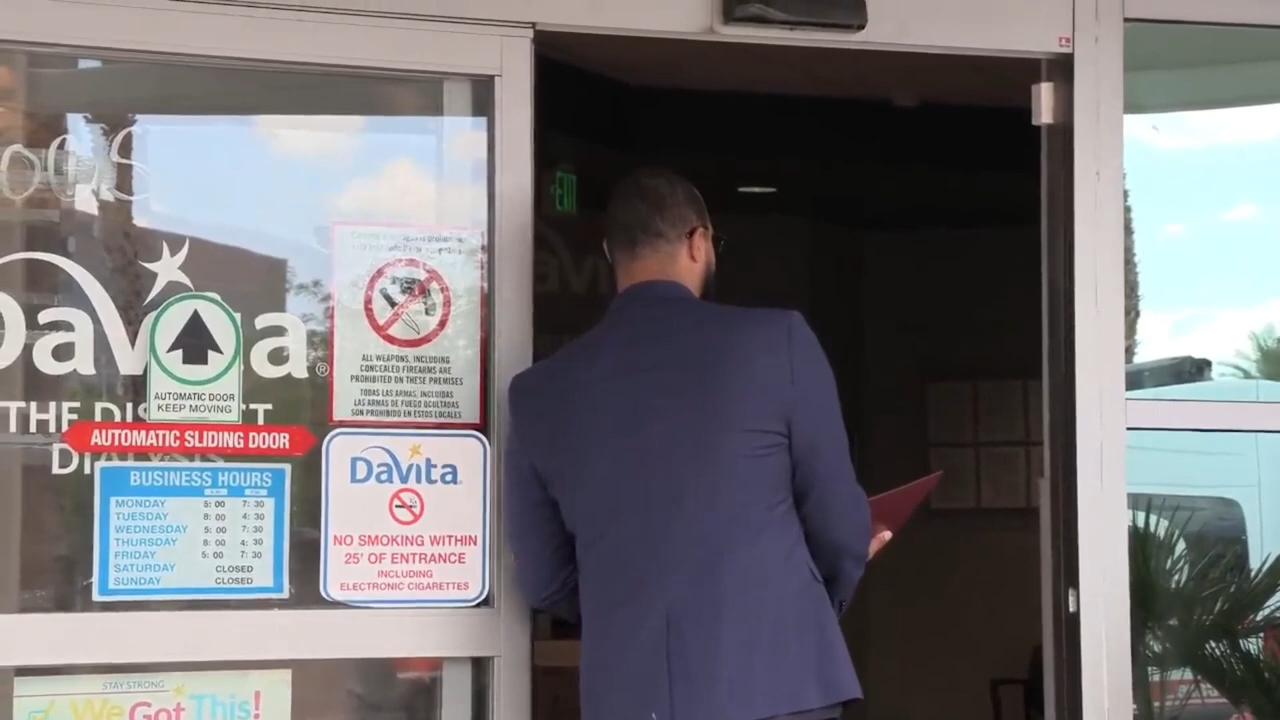 DaVita®
THE DISTRICT
DIALYSIS
AUTOMATIC DOOR
KEEP MOVING
AUTOMATIC SLIDING DOOR
BUSINESS HOURS
MONDAY 5:00 7:30
TUESDAY 8:00 4:30
WEDNESDAY 5:00 7:30
THURSDAY 8:00 4:30
FRIDAY 5:00 7:30
SATURDAY CLOSED
SUNDAY CLOSED
ALL WEAPONS, INCLUDING
CONCEALED FIREARMS ARE
PROHIBITED ON THESE PREMISES
TODAS LAS ARMAS, INCLUIDAS
LAS ARMAS DE FUEGO OCULTADAS
SON PROHIBIDO EN ESTOS LOCALES
DaVita.
NO SMOKING WITHIN
25' OF ENTRANCE
INCLUDING
ELECTRONIC CIGARETTES
EXIT
STAY STRONG
We Got This!